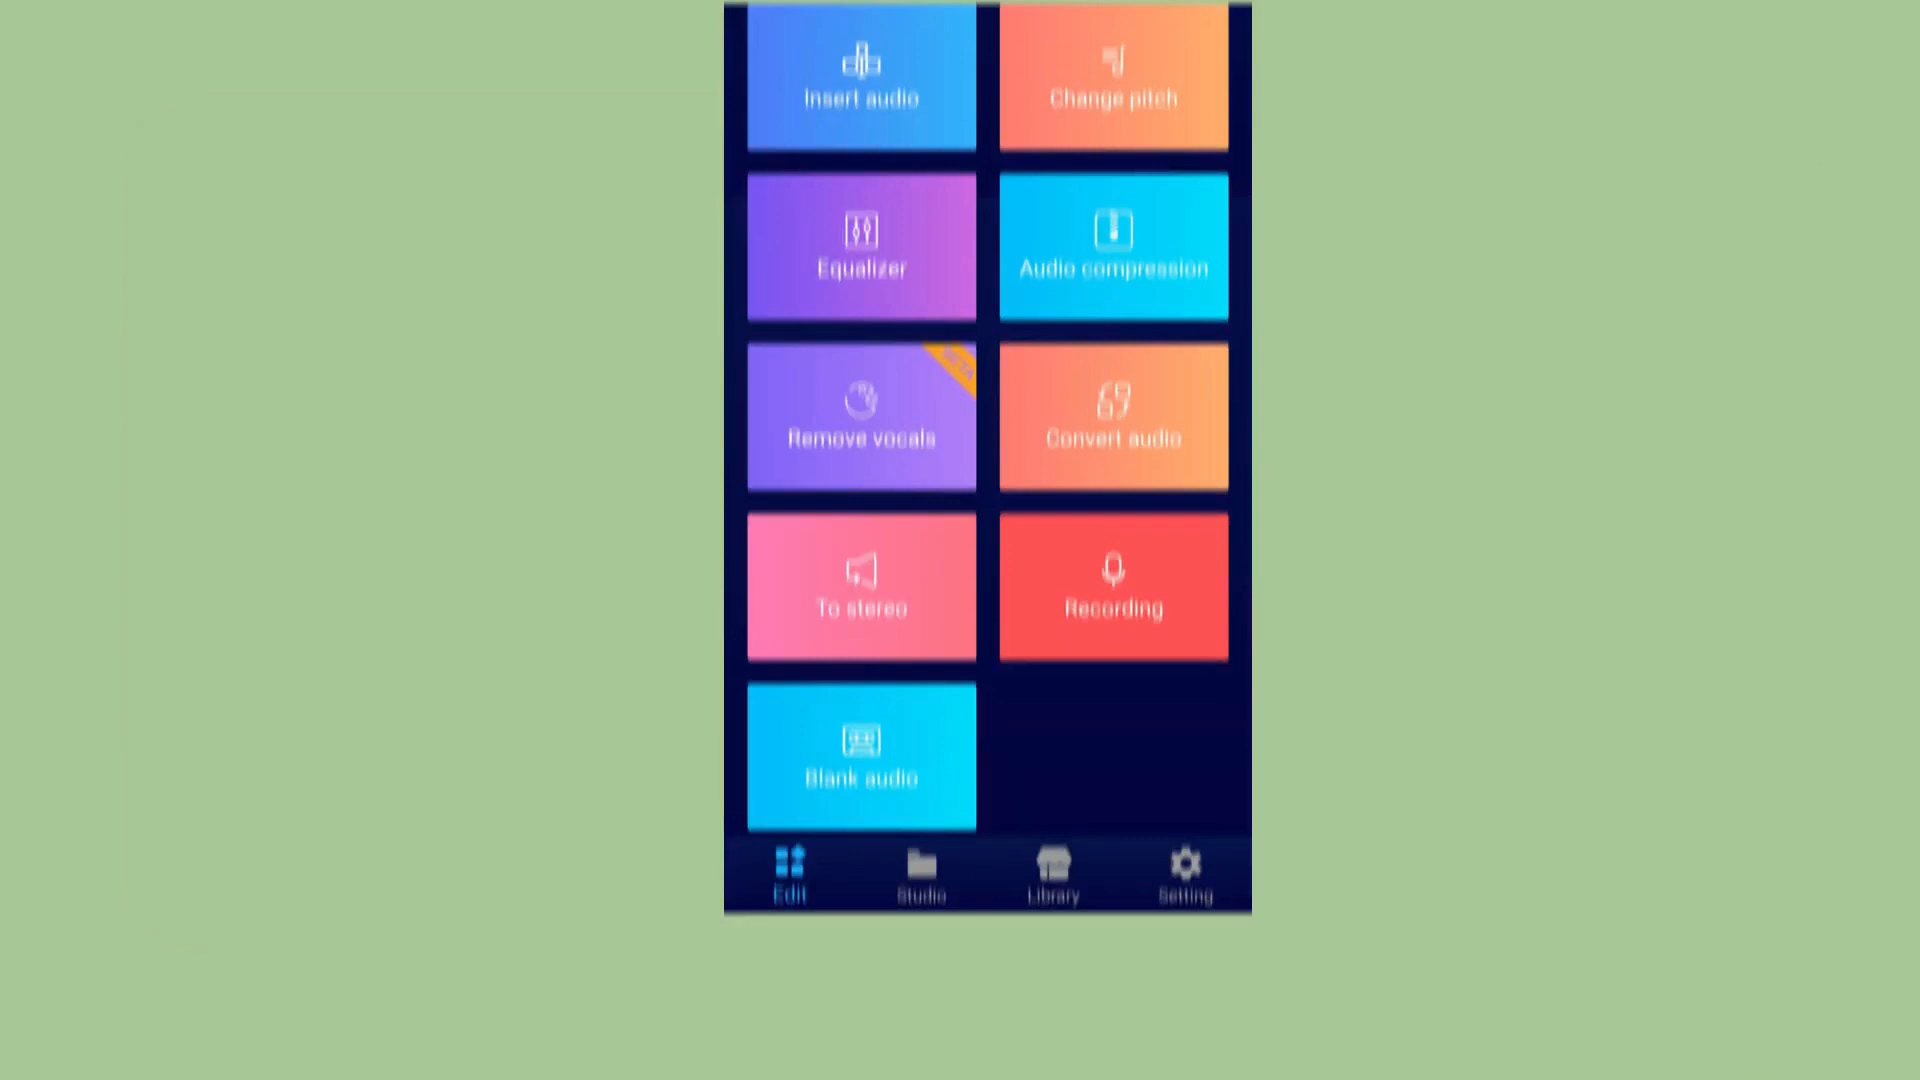 Insert audio
Change pitch
Equalizer
Audio compression
BETA
Remove vocals
Convert audio
To stereo
Recording
Blank audio
Edit
Studio
Library
Setting